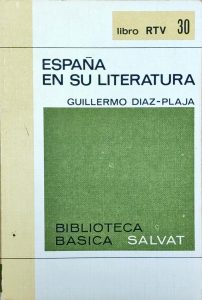 libro RTV 30
ESPAÑA
EN SU LITERATURA
GUILLERMO DIAZ-PLAJA
BIBLIOTECA
BASICA SALVAT